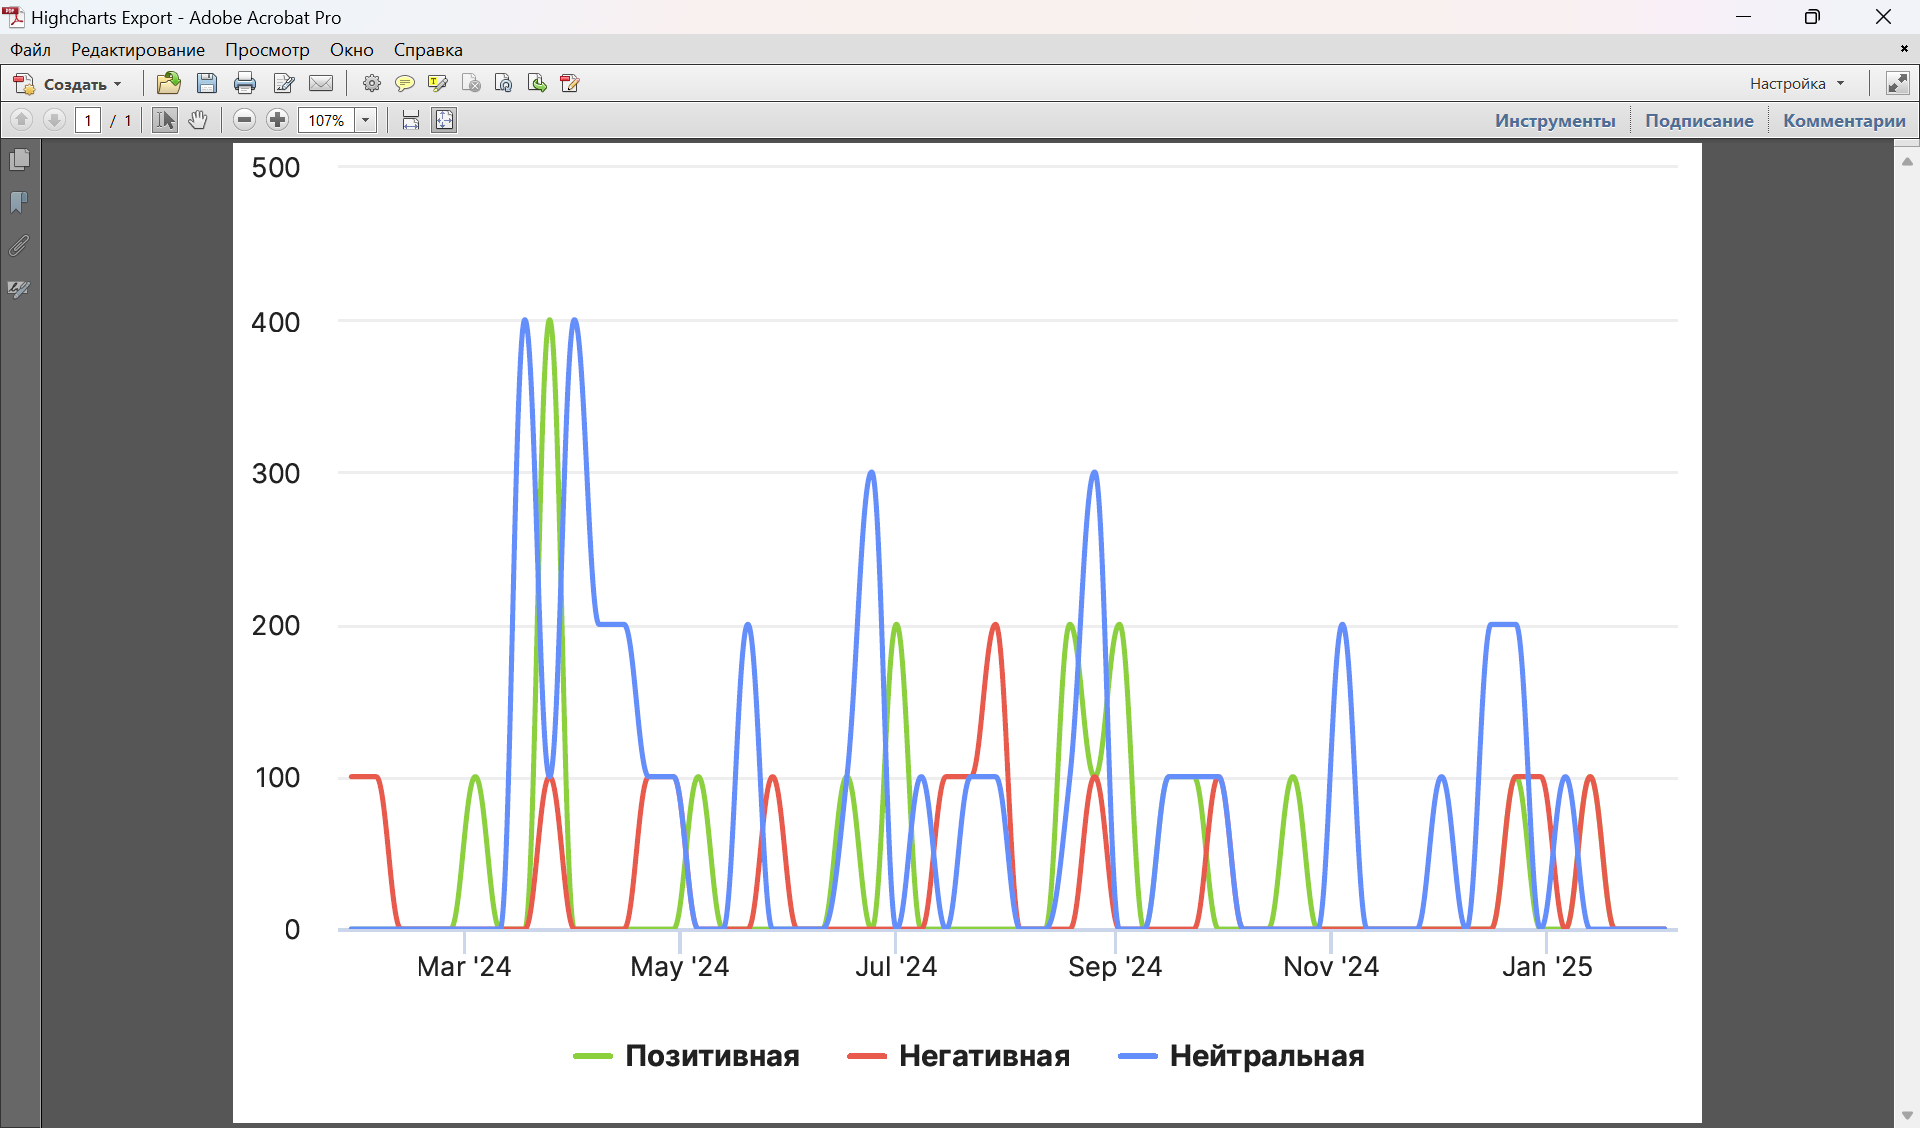 Highcharts Export - Adobe Acrobat Pro
Файл Редактирование Просмотр Окно Справка
Создать Настройка
1 / 1 107% Инструменты Подписание Комментарии
500
400
300
200
100
0
Mar '24 May '24 Jul '24 Sep '24 Nov '24 Jan '25
Позитивная Негативная Нейтральная